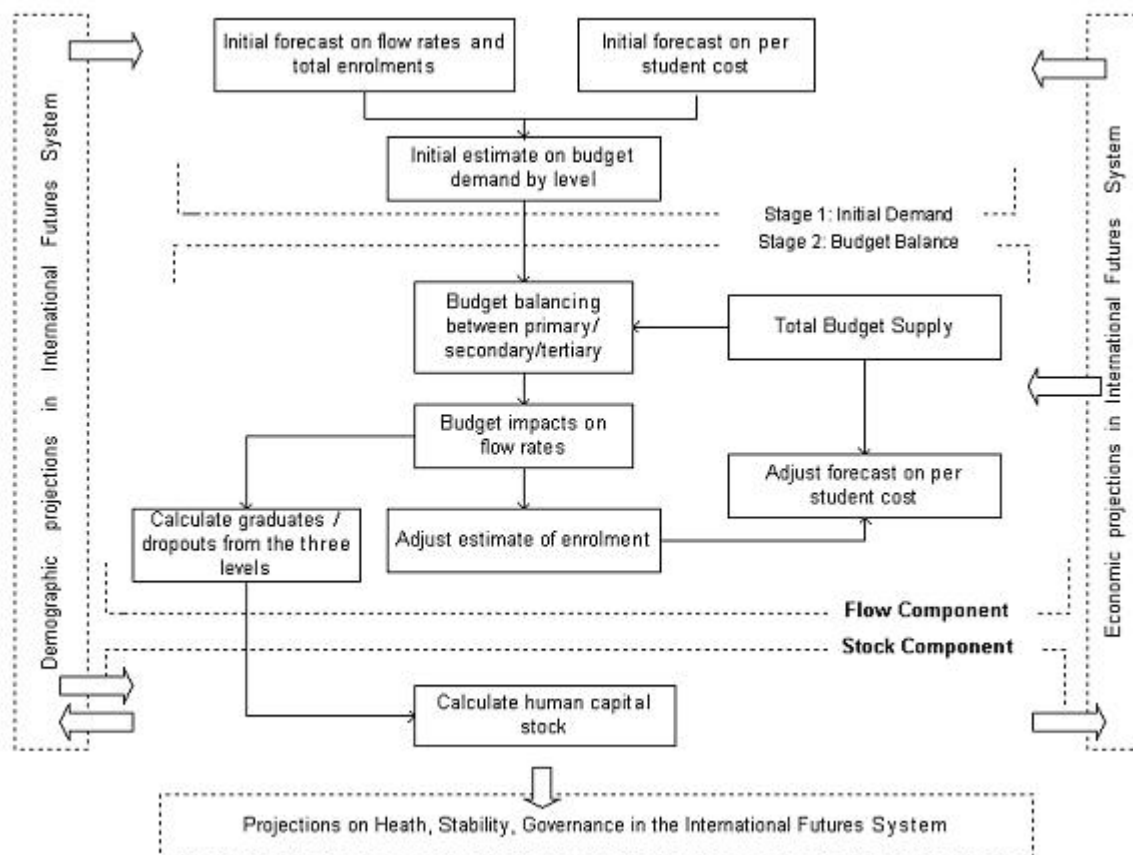 Initial forecast on flow rates and
total enrolments
Initial forecast on per
student cost
Initial estimate on budget
demand by level
Stage 1: Initial Demand
Stage 2: Budget Balance
Budget balancing
between primary/
secondary/tertiary
Total Budget Supply
Budget impacts on
flow rates
Adjust forecast on per
student cost
Calculate graduates /
dropouts from the three
levels
Adjust estimate of enrolment
Flow Component
Stock Component
Calculate human capital
stock
Projections on Heath, Stability, Governance in the International Futures System
Demographic projections in International Futures System
Economic projections in International Futures System